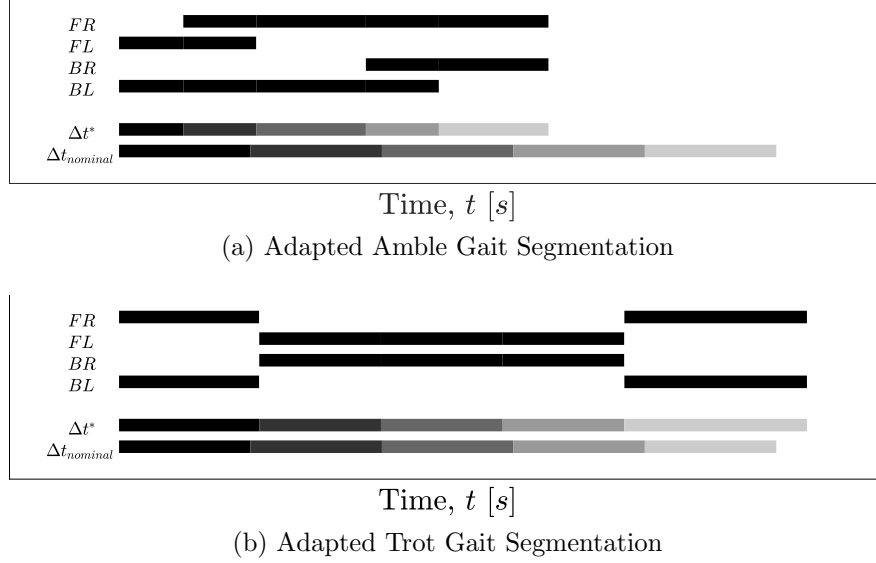 FR
FL
BR
BL
Δt*
Δt_nominal
Time, t [s]
(a) Adapted Amble Gait Segmentation
FR
FL
BR
BL
Δt*
Δt_nominal
Time, t [s]
(b) Adapted Trot Gait Segmentation